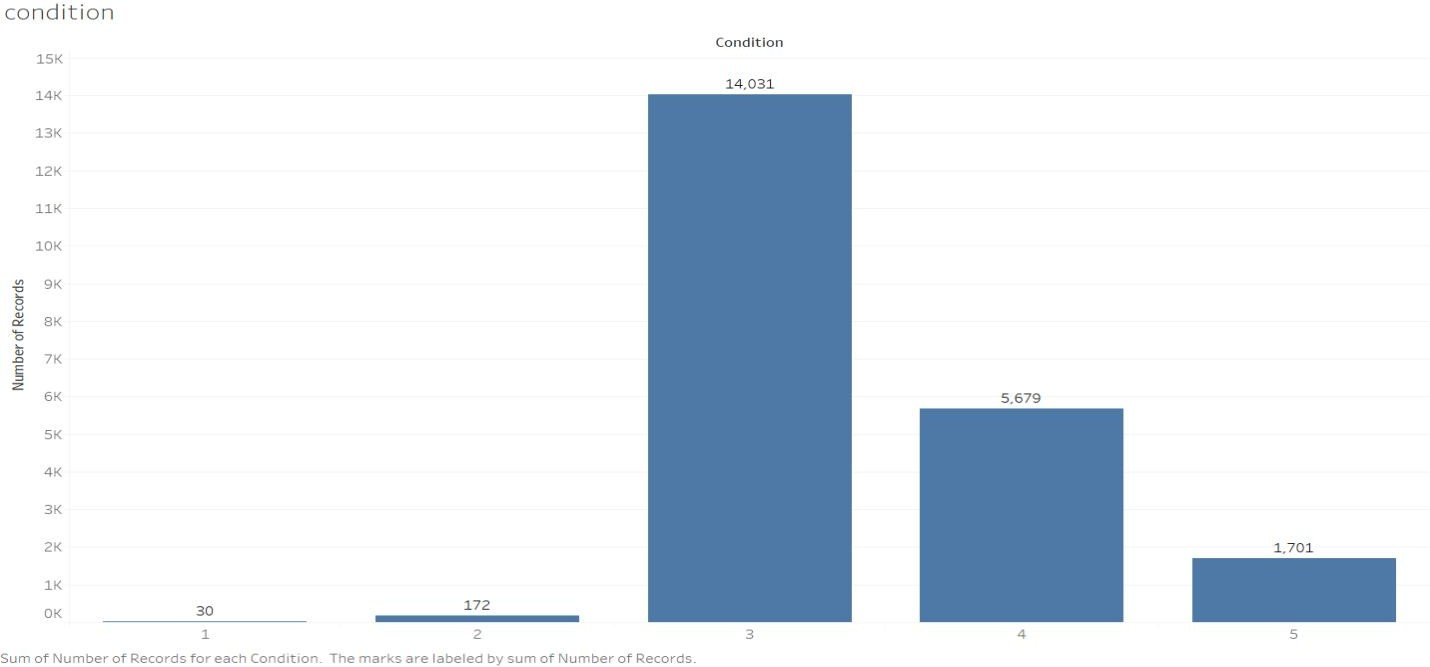 condition
Condition
15K
14K
13K
12K
11K
10K
9K
8K
7K
6K
5K
4K
3K
2K
1K
0K
Number of Records
14,031
5,679
1,701
172
30
1 2 3 4 5
Sum of Number of Records for each Condition. The marks are labeled by sum of Number of Records.